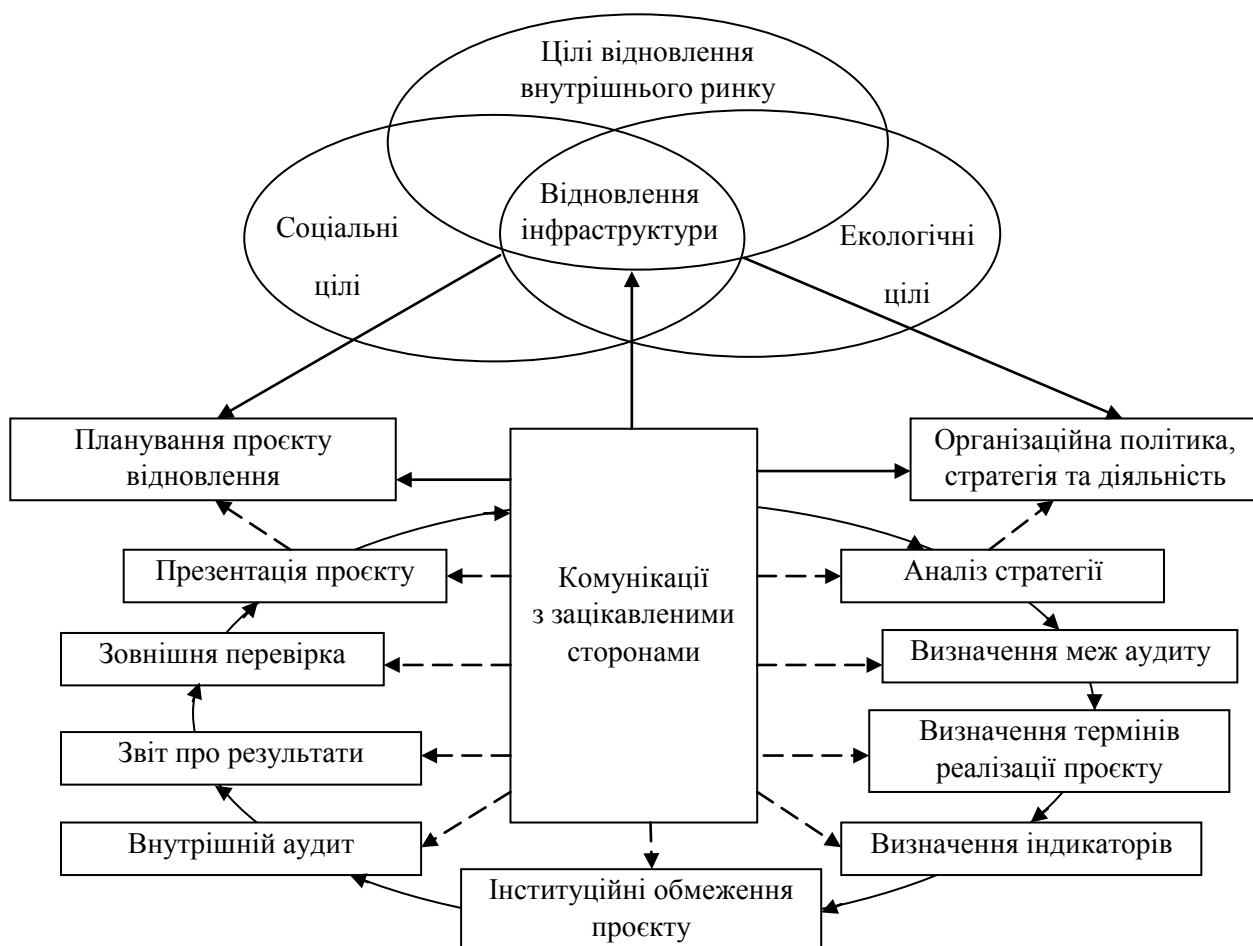 Цілі відновлення
внутрішнього ринку
Відновлення
інфраструктури
Соціальні
цілі
Екологічні
цілі
Планування проєкту
відновлення
Організаційна політика,
стратегія та діяльність
Презентація проєкту
Комунікації
з зацікавленими
сторонами
Аналіз стратегії
Зовнішня перевірка
Визначення меж аудиту
Звіт про результати
Визначення термінів
реалізації проєкту
Внутрішній аудит
Визначення індикаторів
Інституційні обмеження
проєкту